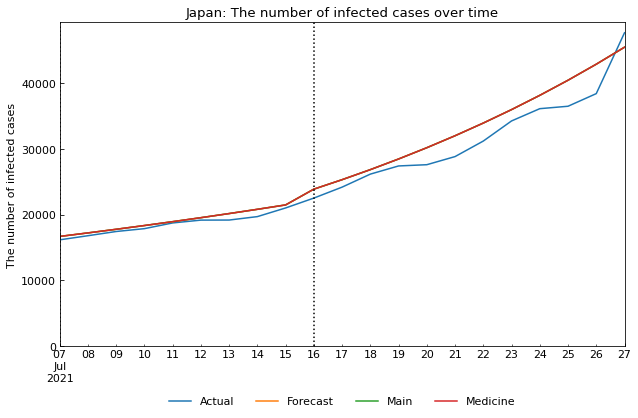 Japan: The number of infected cases over time
The number of infected cases
40000
30000
20000
10000
0
07 08 09 10 11 12 13 14 15 16 17 18 19 20 21 22 23 24 25 26 27
Jul
2021
Actual Forecast Main Medicine